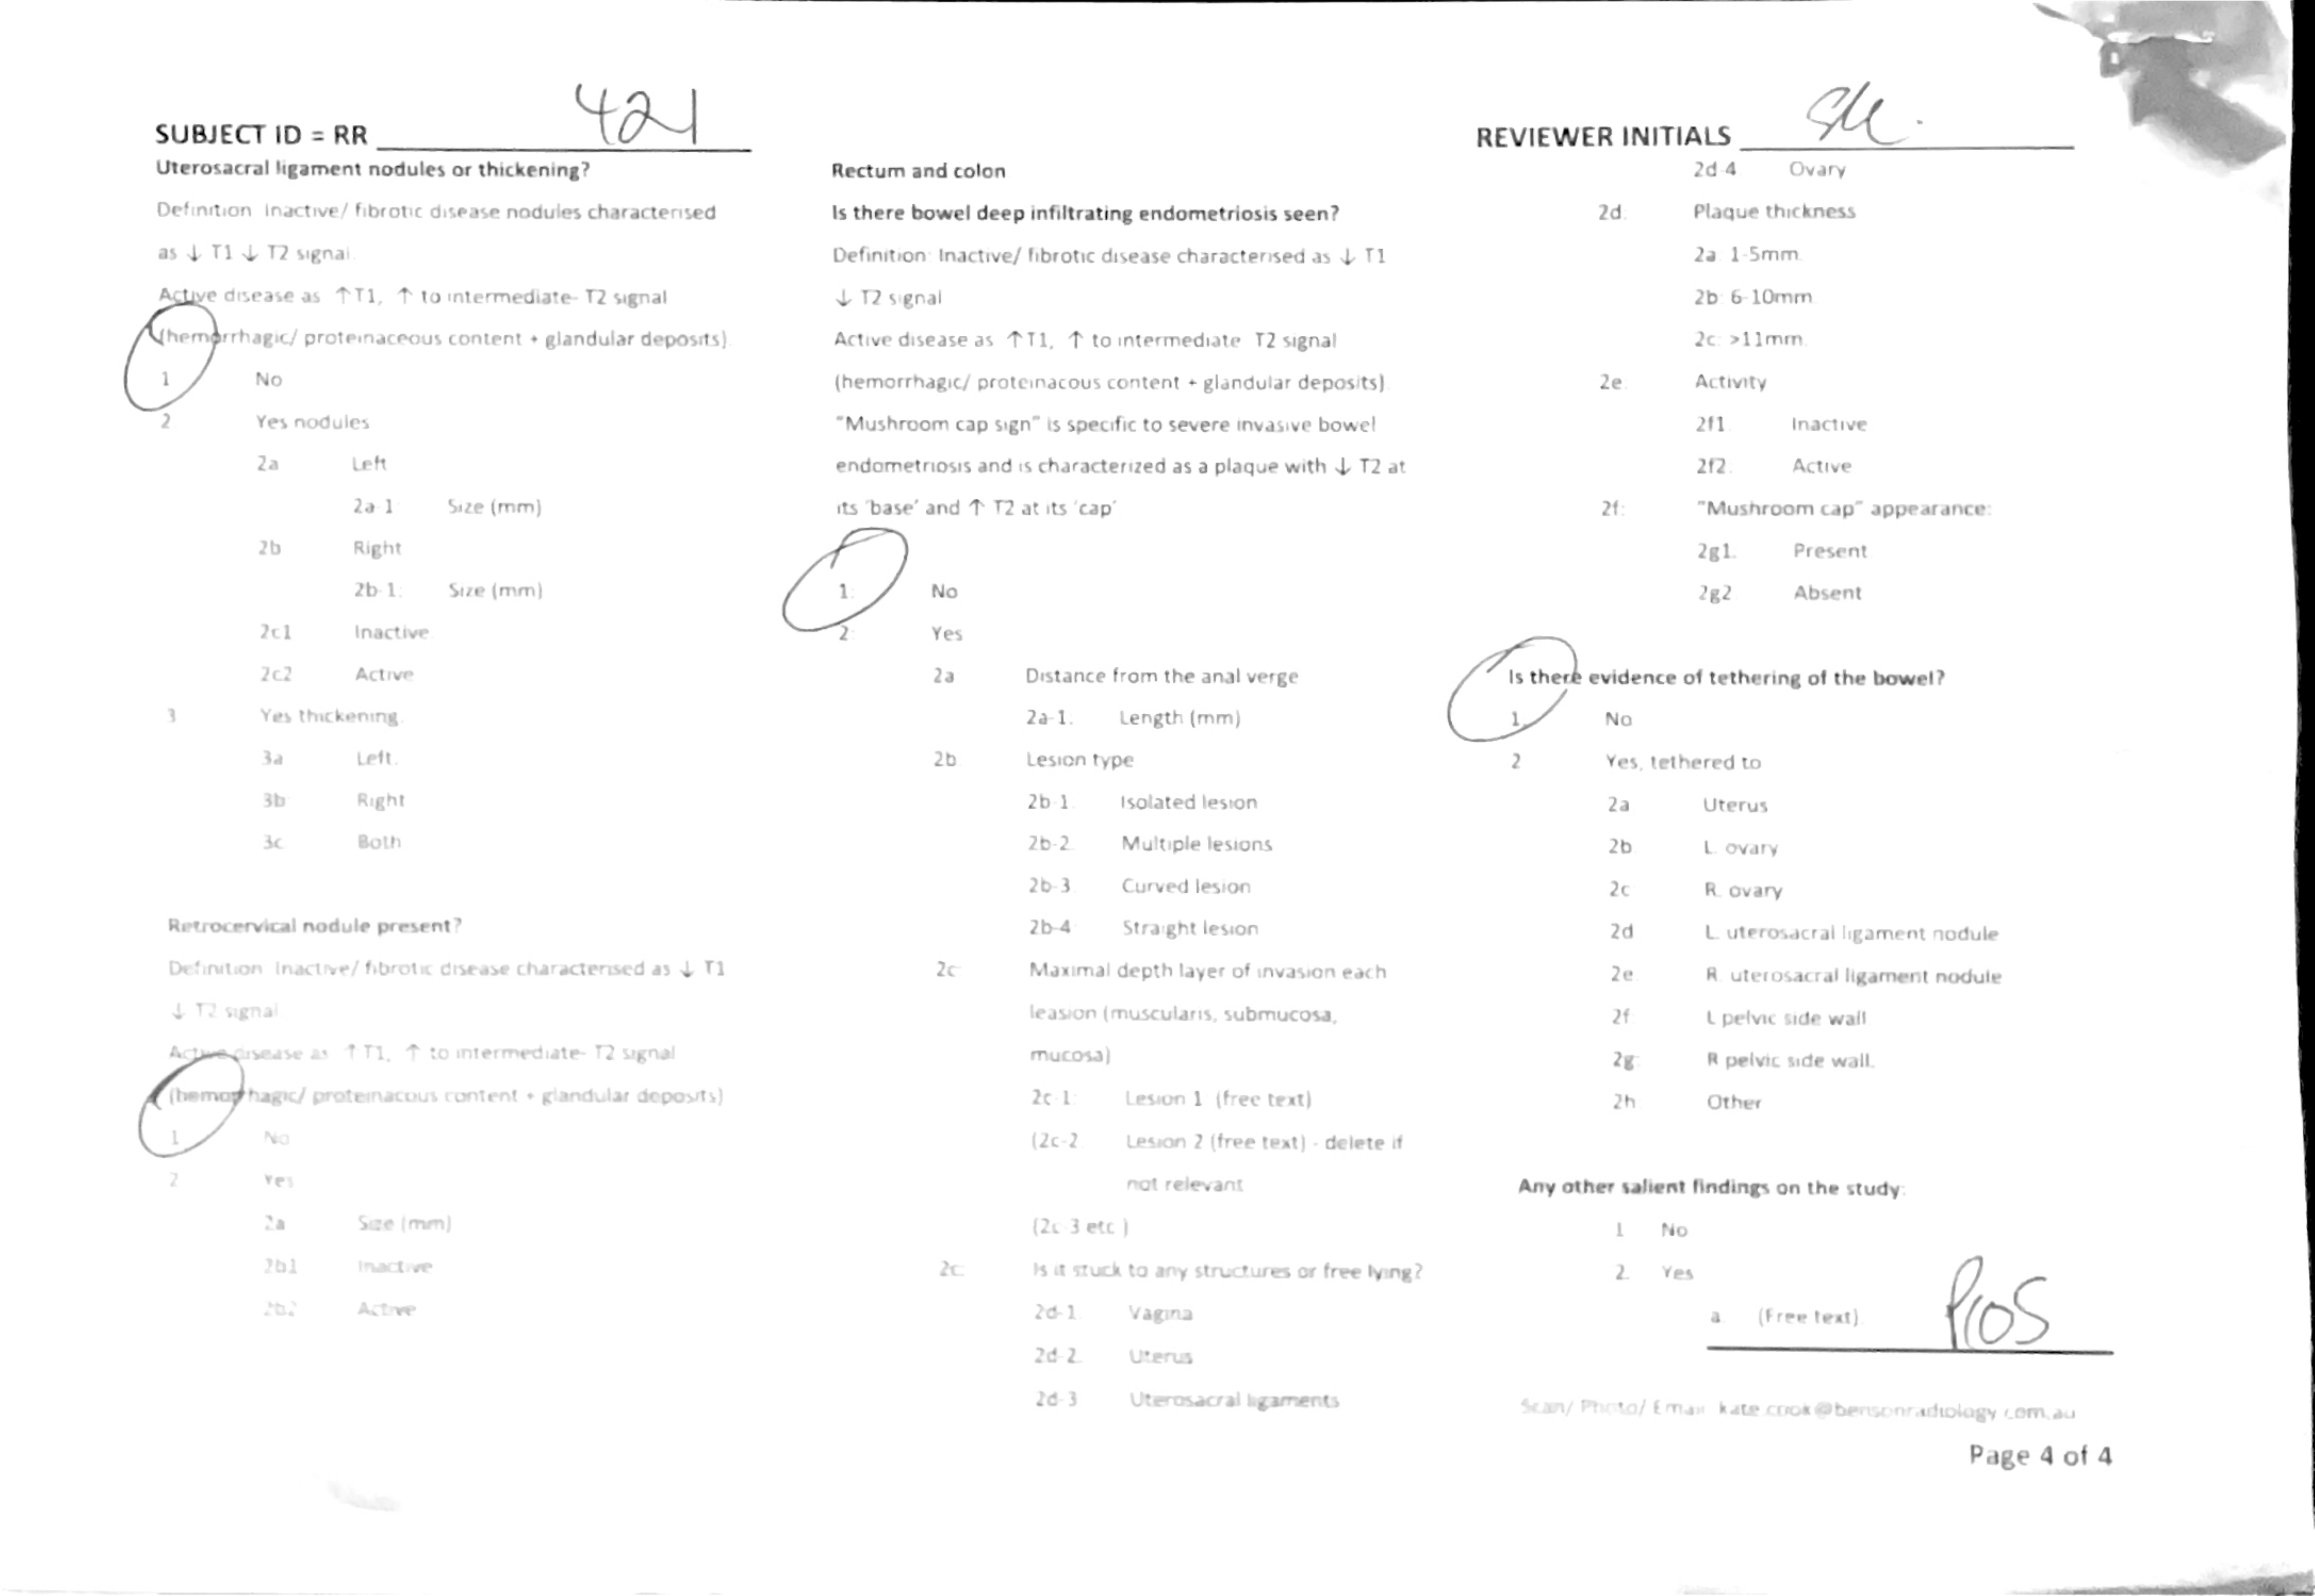 SUBJECT ID = RR 421
REVIEWER INITIALS
Uterosacral ligament nodules or thickening?
Definition Inactive/ fibrotic disease nodules characterised
as ↓ T1 ↓ T2 signal.
Active disease as ↑T1, ↑ to intermediate- T2 signal
(hemorrhagic/ proteinaceous content + glandular deposits).
1 No
2 Yes nodules
2a Left
2a-1: Size (mm)
2b Right
2b-1: Size (mm)
2c1 Inactive.
2c2 Active
3 Yes thickening.
3a Left.
3b Right
3c Both
Retrocervical nodule present?
Definition Inactive/ fibrotic disease characterised as ↓ T1
↓ T2 signal
Active disease as ↑T1, ↑ to intermediate- T2 signal
(hemorrhagic/ proteinacous content + glandular deposits)
1 No
2 Yes
2a Size (mm)
2b1 Inactive
2b2 Active
Rectum and colon
Is there bowel deep infiltrating endometriosis seen?
Definition: Inactive/ fibrotic disease characterised as ↓ T1
↓ T2 signal
Active disease as ↑T1, ↑ to intermediate T2 signal
(hemorrhagic/ proteinacous content + glandular deposits).
"Mushroom cap sign" is specific to severe invasive bowel
endometriosis and is characterized as a plaque with ↓ T2 at
its 'base' and ↑ T2 at its 'cap'
1: No
2: Yes
2a Distance from the anal verge
2a-1. Length (mm)
2b Lesion type
2b-1. Isolated lesion
2b-2. Multiple lesions
2b-3. Curved lesion
2b-4 Straight lesion
2c: Maximal depth layer of invasion each
leasion (muscularis, submucosa,
mucosa)
2c-1: Lesion 1 (free text)
(2c-2. Lesion 2 (free text) - delete if
not relevant
(2c-3 etc )
2c: Is it stuck to any structures or free lying?
2d-1. Vagina
2d-2. Uterus
2d-3 Uterosacral ligaments
2d-4 Ovary
2d: Plaque thickness
2a: 1-5mm.
2b: 6-10mm
2c: >11mm.
2e: Activity
2f1. Inactive
2f2. Active
2f: "Mushroom cap" appearance:
2g1. Present
2g2. Absent
Is there evidence of tethering of the bowel?
1. No
2 Yes, tethered to
2a Uterus
2b L. ovary
2c R. ovary
2d L. uterosacral ligament nodule
2e R. uterosacral ligament nodule
2f L pelvic side wall
2g: R pelvic side wall.
2h Other
Any other salient findings on the study:
1 No
2. Yes
a. (Free text) PCOS
Scan/ Photo/ Email kate.cook@bensonradiology.com.au
Page 4 of 4